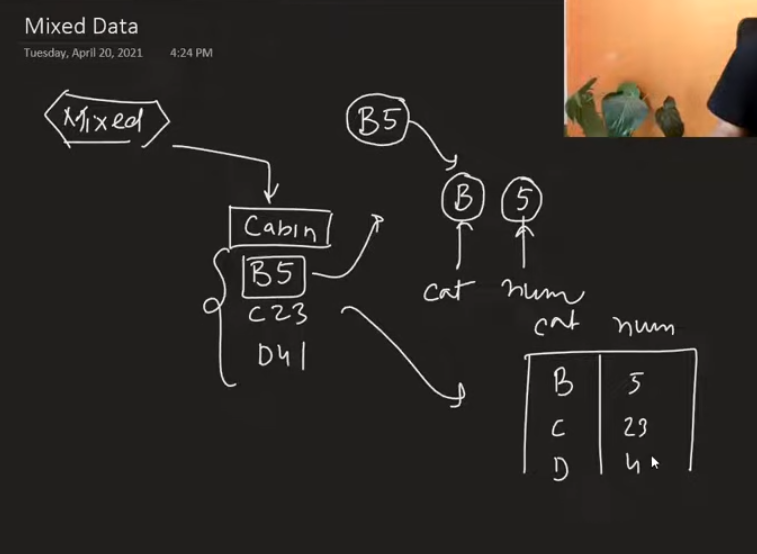 Mixed Data
Tuesday, April 20, 2021 4:24 PM
Mixed
B5
B 5
Cabin
B5
C23
D41
cat num
cat num
B 5
C 23
D 4